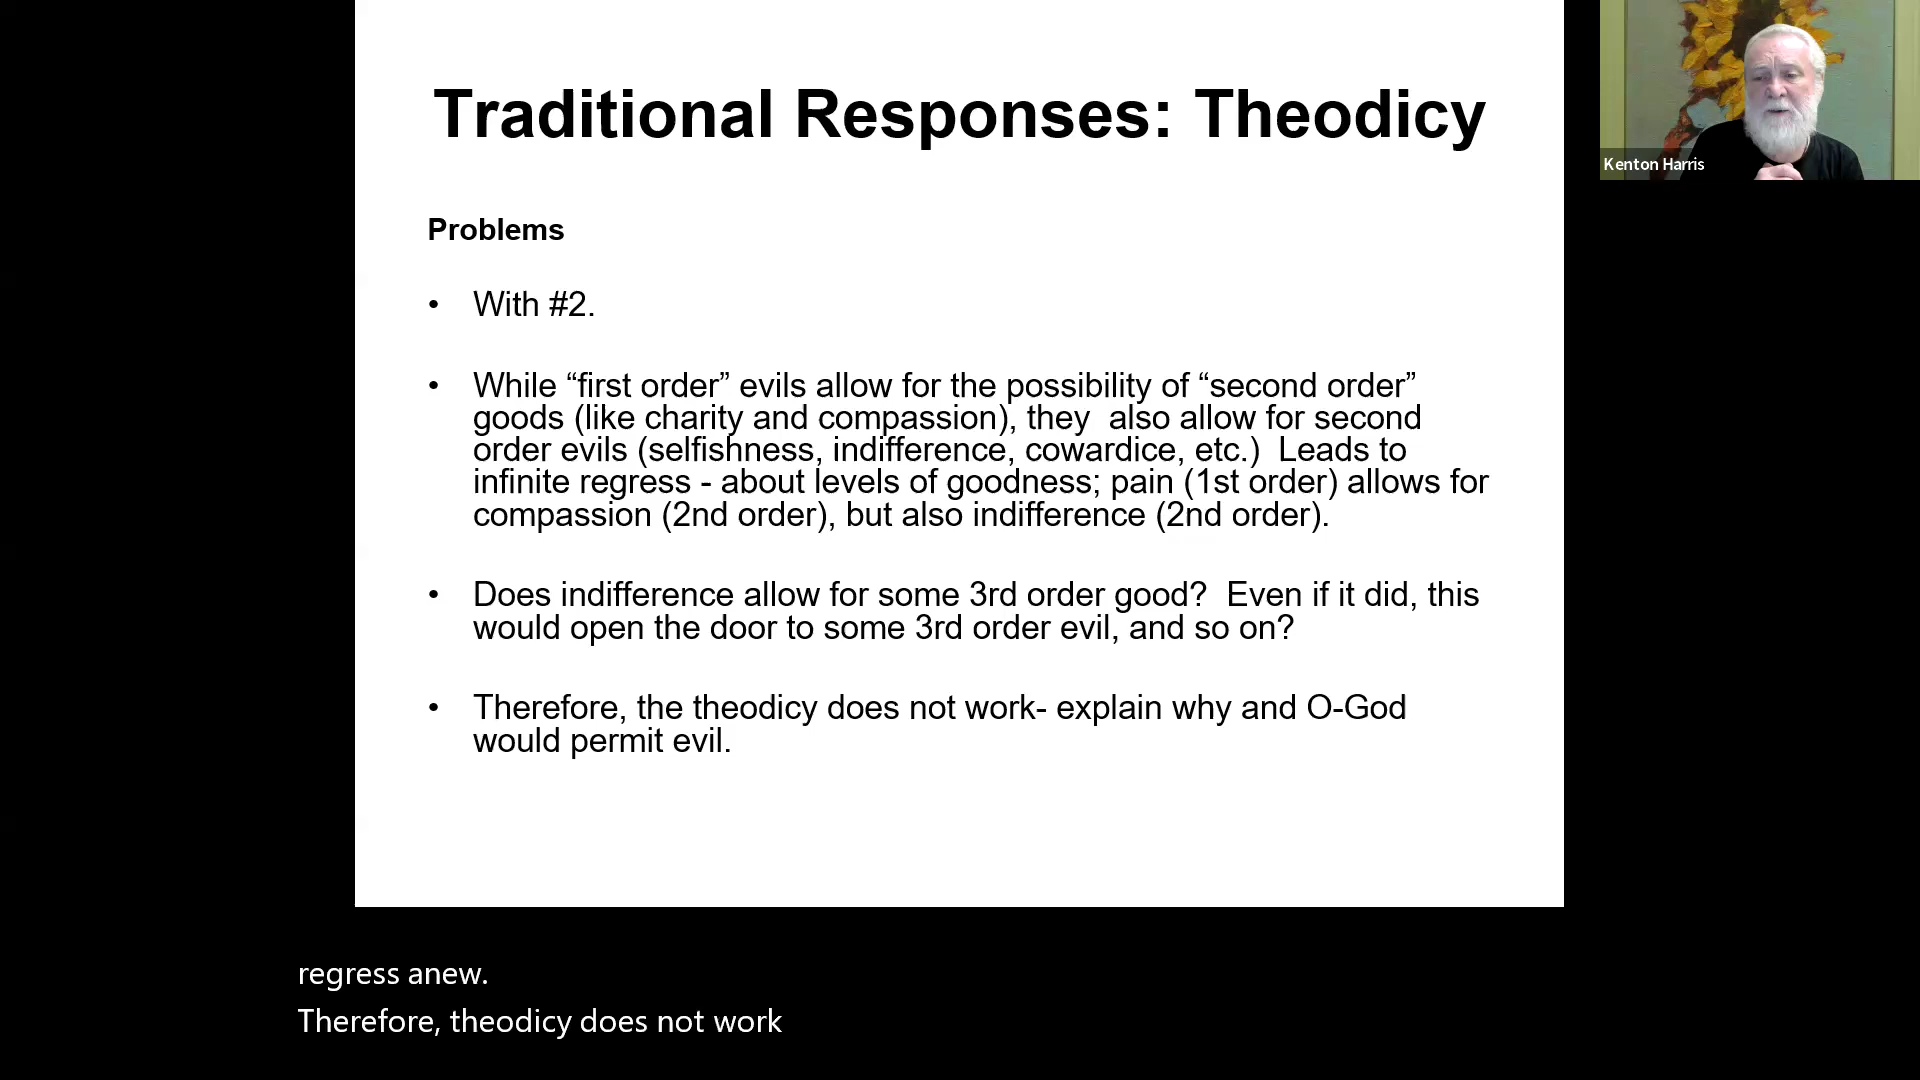 Traditional Responses: Theodicy
Kenton Harris
Problems
• With #2.
• While “first order” evils allow for the possibility of “second order”
goods (like charity and compassion), they  also allow for second
order evils (selfishness, indifference, cowardice, etc.)  Leads to
infinite regress - about levels of goodness; pain (1st order) allows for
compassion (2nd order), but also indifference (2nd order).
• Does indifference allow for some 3rd order good?  Even if it did, this
would open the door to some 3rd order evil, and so on?
• Therefore, the theodicy does not work- explain why and O-God
would permit evil.
regress anew.
Therefore, theodicy does not work